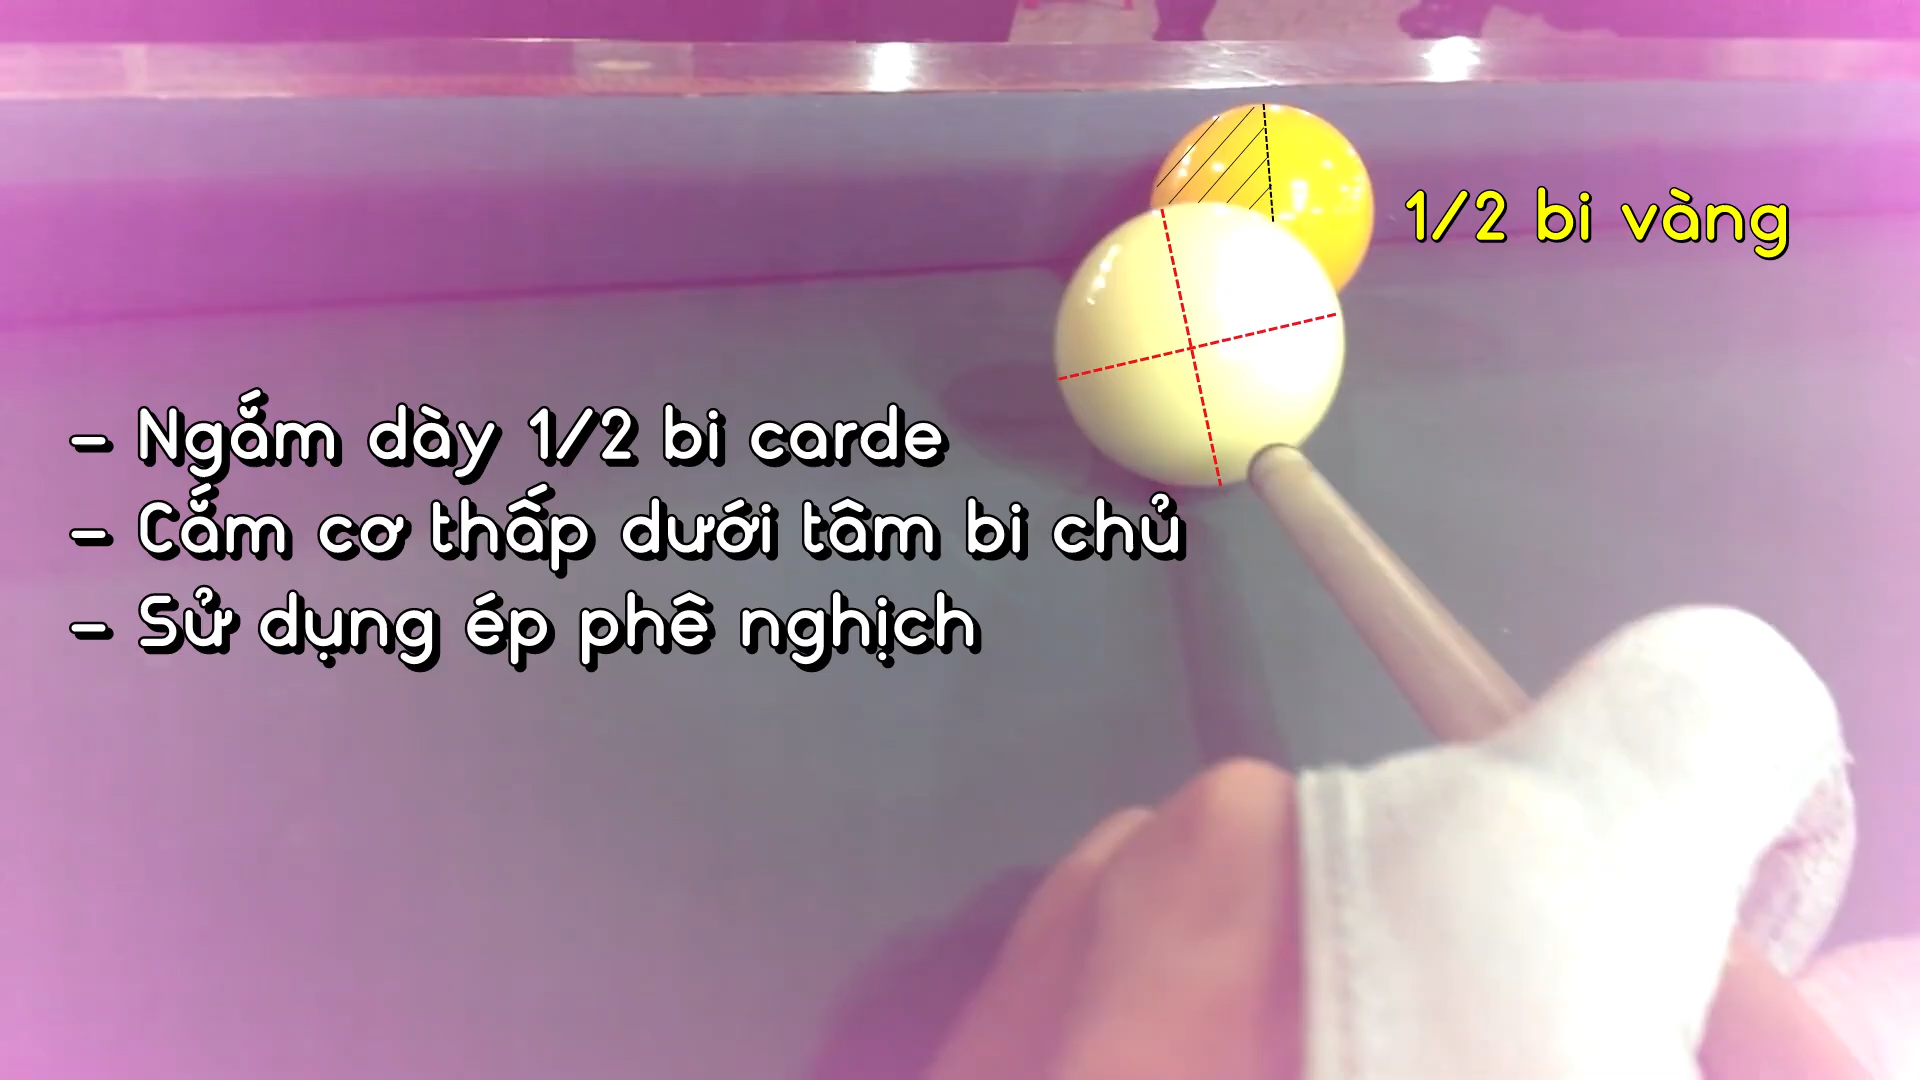 1/2 bi vàng
- Ngắm dày 1/2 bi carde
- Cắm cơ thấp dưới tâm bi chủ
- Sử dụng ép phê nghịch